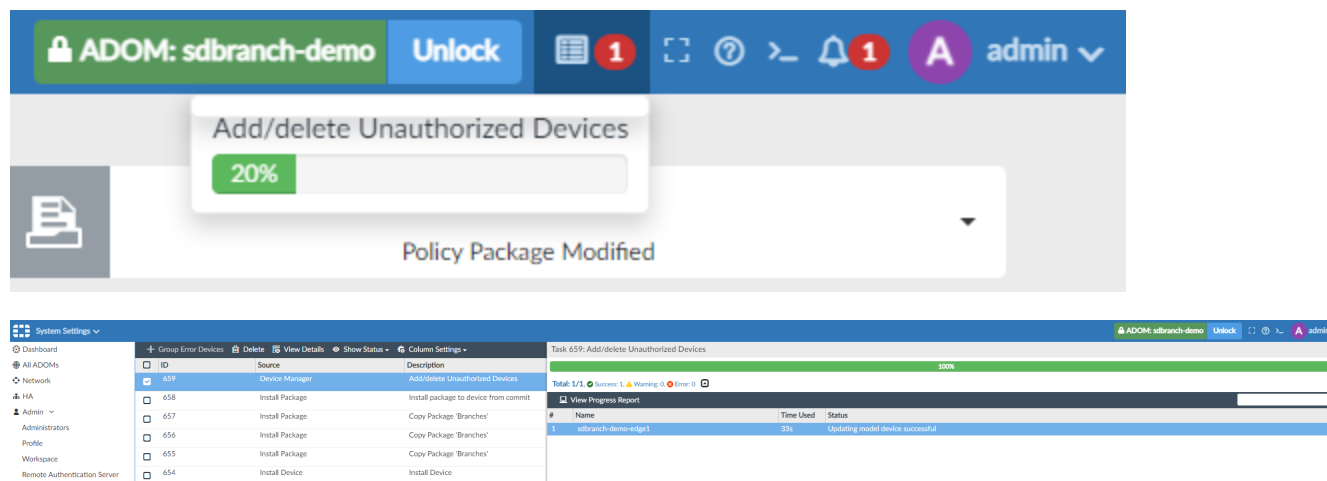 ADOM: sdbranch-demo Unlock 1 1 A admin
Add/delete Unauthorized Devices
20%
Policy Package Modified
System Settings ADOM: sdbranch-demo Unlock A admin
Dashboard
All ADOMs
Network
HA
Admin
Administrators
Profile
Workspace
Remote Authentication Server
+ Group Error Devices Delete View Details Show Status Column Settings
ID Source Description
659 Device Manager Add/delete Unauthorized Devices
658 Install Package Install package to device from commit
657 Install Package Copy Package 'Branches'
656 Install Package Copy Package 'Branches'
655 Install Package Copy Package 'Branches'
654 Install Device Install Device
Task 659: Add/delete Unauthorized Devices
100%
Total: 1/1, Success: 1, Warning: 0, Error: 0
View Progress Report
# Name Time Used Status
1 sdbranch-demo-edge1 33s Updating model device successful